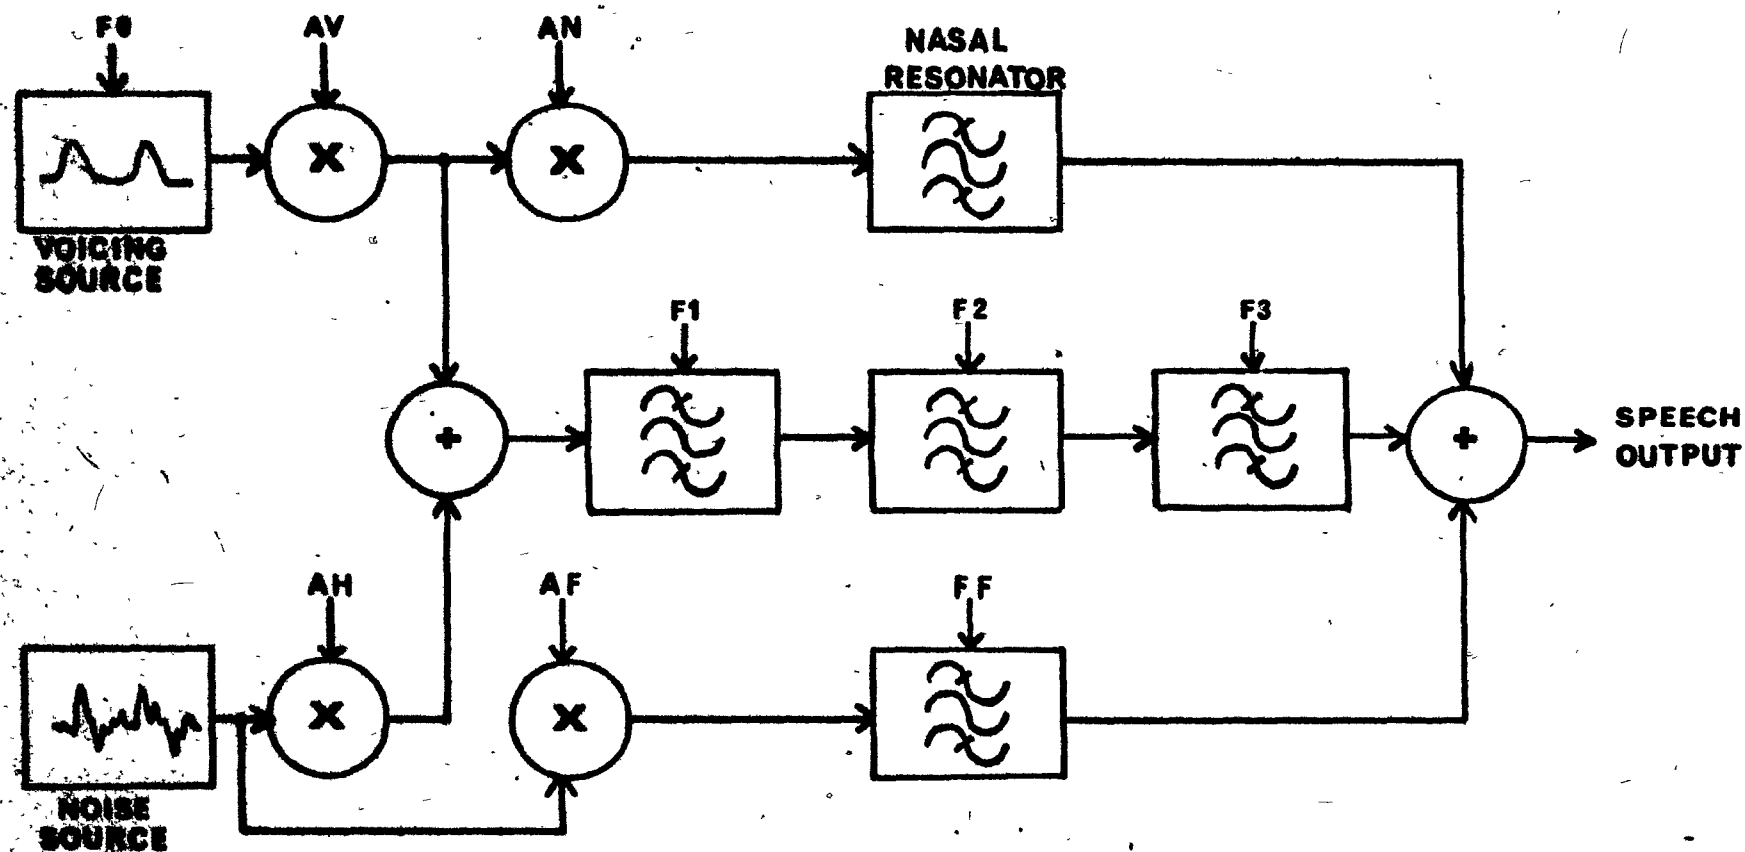 F0
AV
AN
NASAL
RESONATOR
X
X
VOICING
SOURCE
F1
F2
F3
+
+
SPEECH
OUTPUT
AH
AF
FF
X
X
NOISE
SOURCE